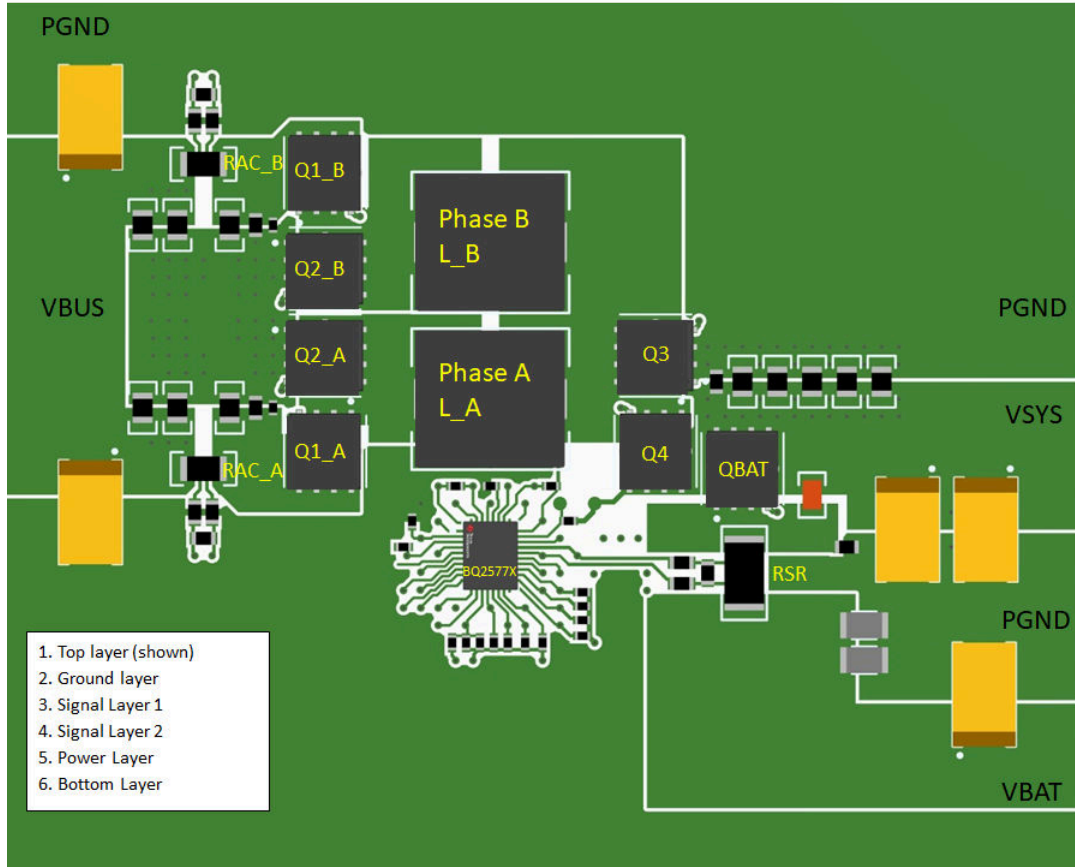 PGND
RAC_B
Q1_B
Phase B
L_B
Q2_B
VBUS
PGND
Q2_A
Q3
Phase A
L_A
VSYS
Q1_A
RAC_A
Q4
QBAT
BQ2577X
RSR
PGND
1. Top layer (shown)
2. Ground layer
3. Signal Layer 1
4. Signal Layer 2
5. Power Layer
6. Bottom Layer
VBAT